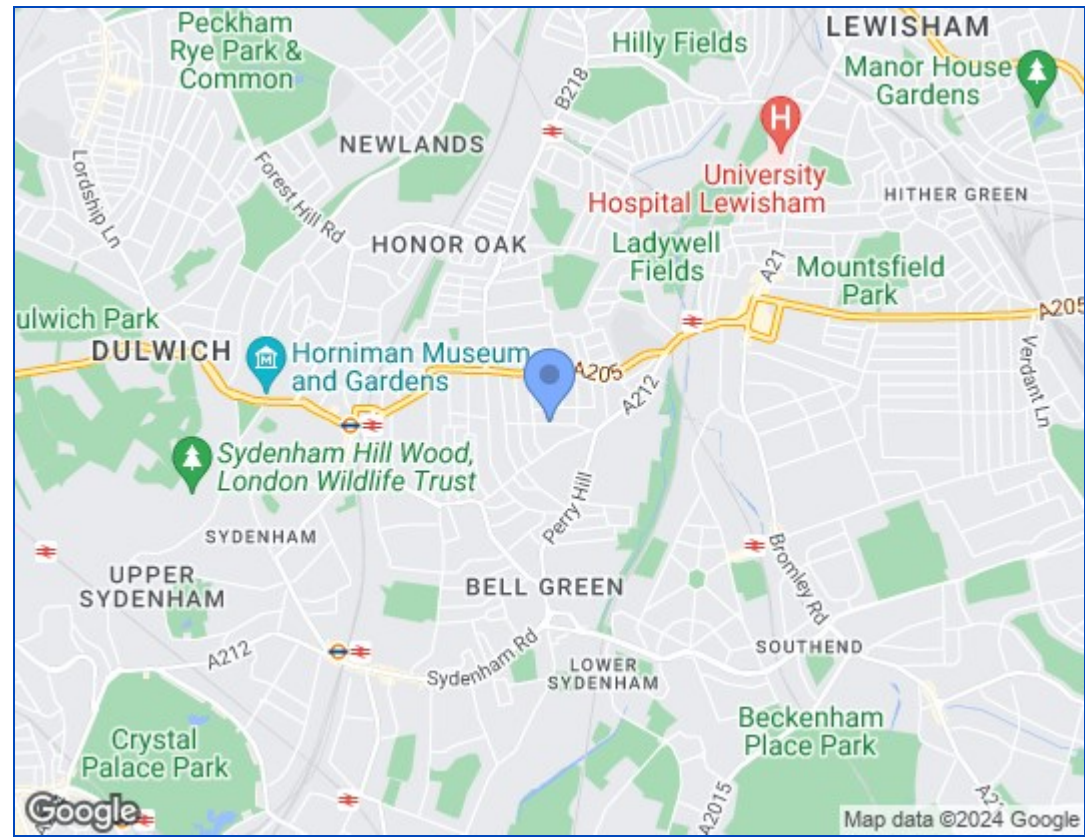 Peckham
Rye Park &
Common
Hilly Fields
LEWISHAM
Manor House
Gardens
B218
H
NEWLANDS
University
Hospital Lewisham
HITHER GREEN
Lordship Ln
Forest Hill Rd
HONOR OAK
Ladywell
Fields
A21
Mountsfield
Park
A205
ulwich Park
DULWICH
Horniman Museum
and Gardens
A205
A212
Verdant Ln
Sydenham Hill Wood,
London Wildlife Trust
Perry Hill
SYDENHAM
Bromley Rd
UPPER
SYDENHAM
BELL GREEN
A212
Sydenham Rd
LOWER
SYDENHAM
SOUTHEND
Crystal
Palace Park
Beckenham
Place Park
A2015
Google
Map data ©2024 Google